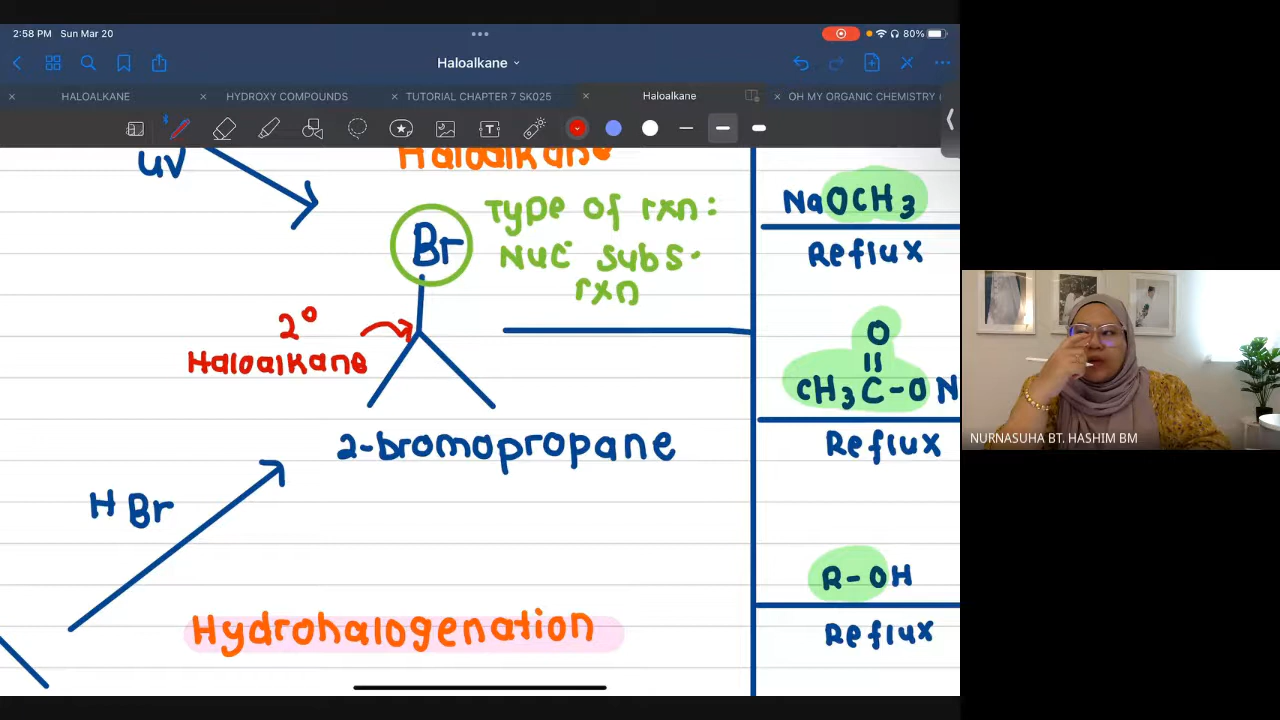 2:58 PM Sun Mar 20
80%
Haloalkane
HALOALKANE
HYDROXY COMPOUNDS
TUTORIAL CHAPTER 7 SK025
Haloalkane
OH MY ORGANIC CHEMISTRY (
UV
Haloalkane
Br
Type of rxn:
Nuc subs.
rxn
2°
Haloalkane
2-bromopropane
HBr
Hydrohalogenation
NaOCH3
Reflux
O
CH3C-ON
Reflux
R-OH
Reflux
NURNASUHA BT. HASHIM BM